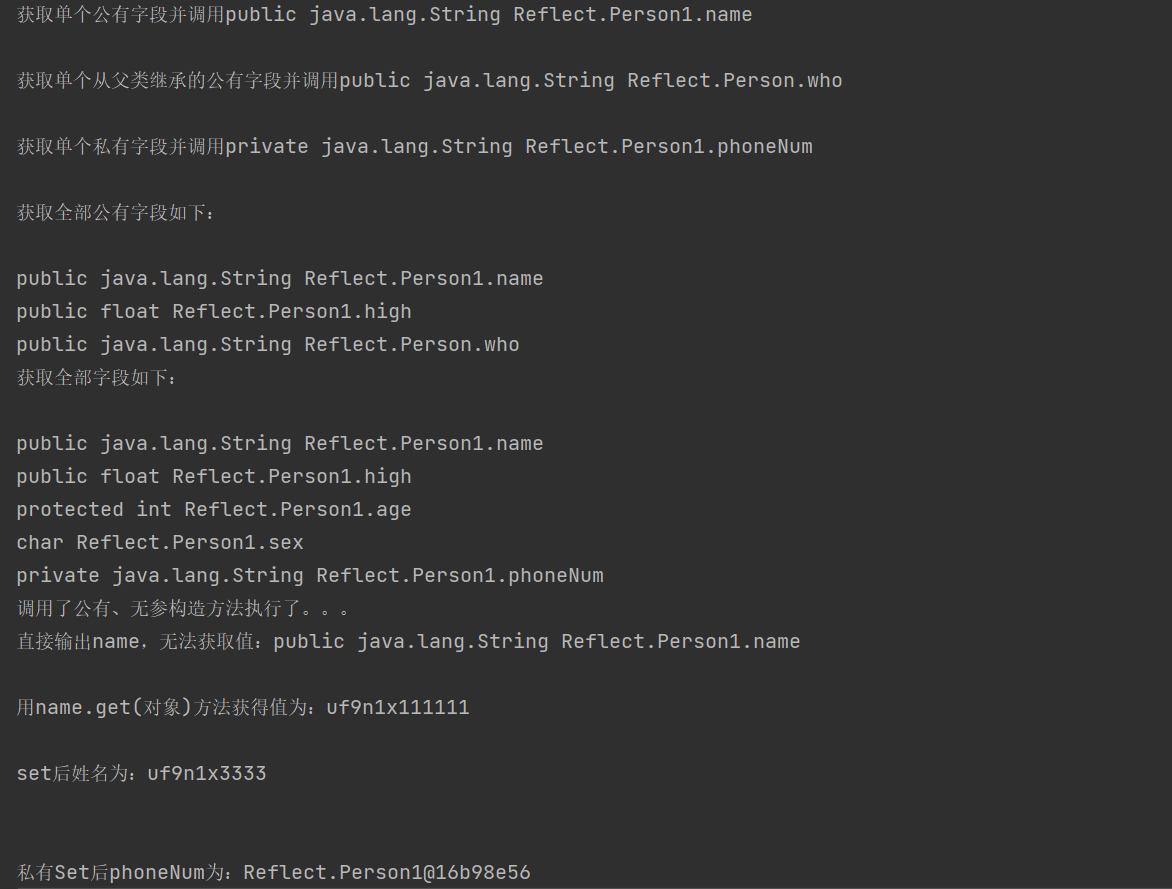 获取单个公有字段并调用public java.lang.String Reflect.Person1.name
获取单个从父类继承的公有字段并调用public java.lang.String Reflect.Person.who
获取单个私有字段并调用private java.lang.String Reflect.Person1.phoneNum
获取全部公有字段如下：
public java.lang.String Reflect.Person1.name
public float Reflect.Person1.high
public java.lang.String Reflect.Person.who
获取全部字段如下：
public java.lang.String Reflect.Person1.name
public float Reflect.Person1.high
protected int Reflect.Person1.age
char Reflect.Person1.sex
private java.lang.String Reflect.Person1.phoneNum
调用了公有、无参构造方法执行了。。。
直接输出name，无法获取值：public java.lang.String Reflect.Person1.name
用name.get(对象)方法获得值为：uf9n1x111111
set后姓名为：uf9n1x3333
私有Set后phoneNum为：Reflect.Person1@16b98e56